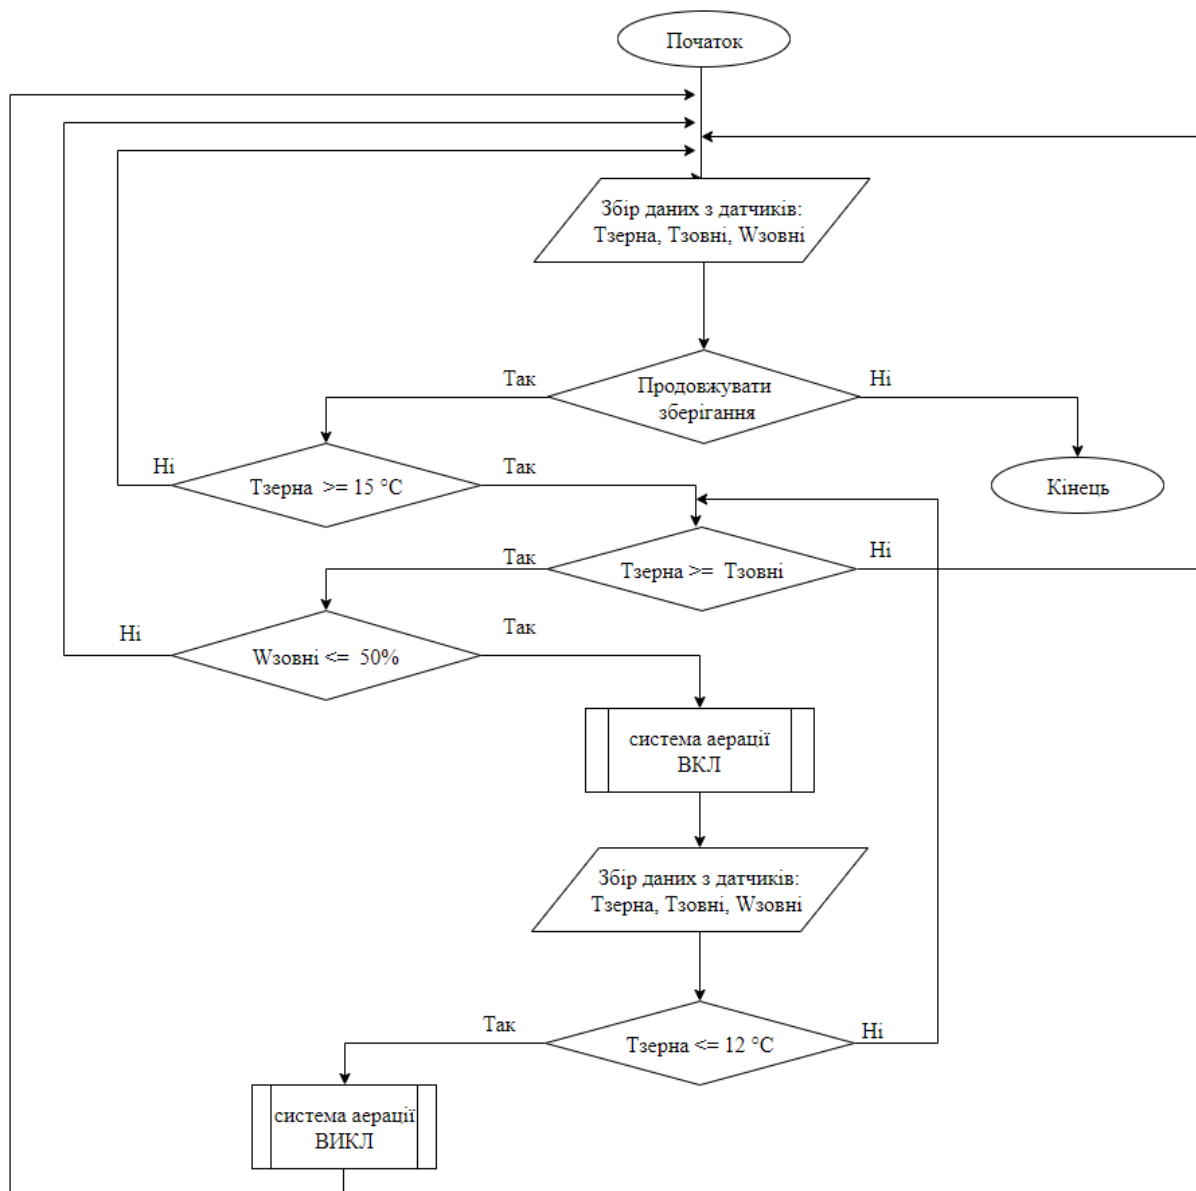 Початок
Збір даних з датчиків:
Тзерна, Тзовні, Wзовні
Так
Продовжувати
зберігання
Ні
Ні
Тзерна >= 15 °C
Так
Кінець
Так
Тзерна >= Тзовні
Ні
Ні
Wзовні <= 50%
Так
система аерації
ВКЛ
Збір даних з датчиків:
Тзерна, Тзовні, Wзовні
Так
Тзерна <= 12 °C
Ні
система аерації
ВИКЛ